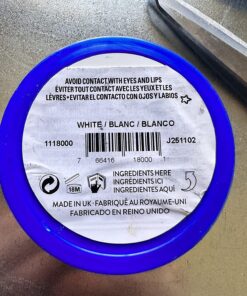 AVOID CONTACT WITH EYES AND LIPS
ÉVITER TOUT CONTACT AVEC LES YEUX ET LES
LÈVRES • EVITAR EL CONTACTO CON OJOS Y LABIOS
WHITE / BLANC / BLANCO
1118000 J251102
7 66416 18000 1
18M
INGREDIENTS HERE
INGRÉDIENTS ICI
INGREDIENTES AQUÍ
MADE IN UK • FABRIQUÉ AU ROYAUME-UNI
FABRICADO EN REINO UNIDO